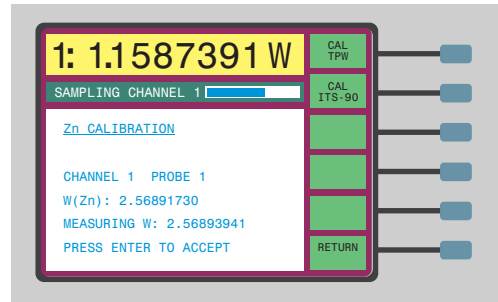 1: 1.1587391 W
SAMPLING CHANNEL 1
Zn CALIBRATION
CHANNEL 1 PROBE 1
W(Zn): 2.56891730
MEASURING W: 2.56893941
PRESS ENTER TO ACCEPT
CAL
TPW
CAL
ITS-90
RETURN